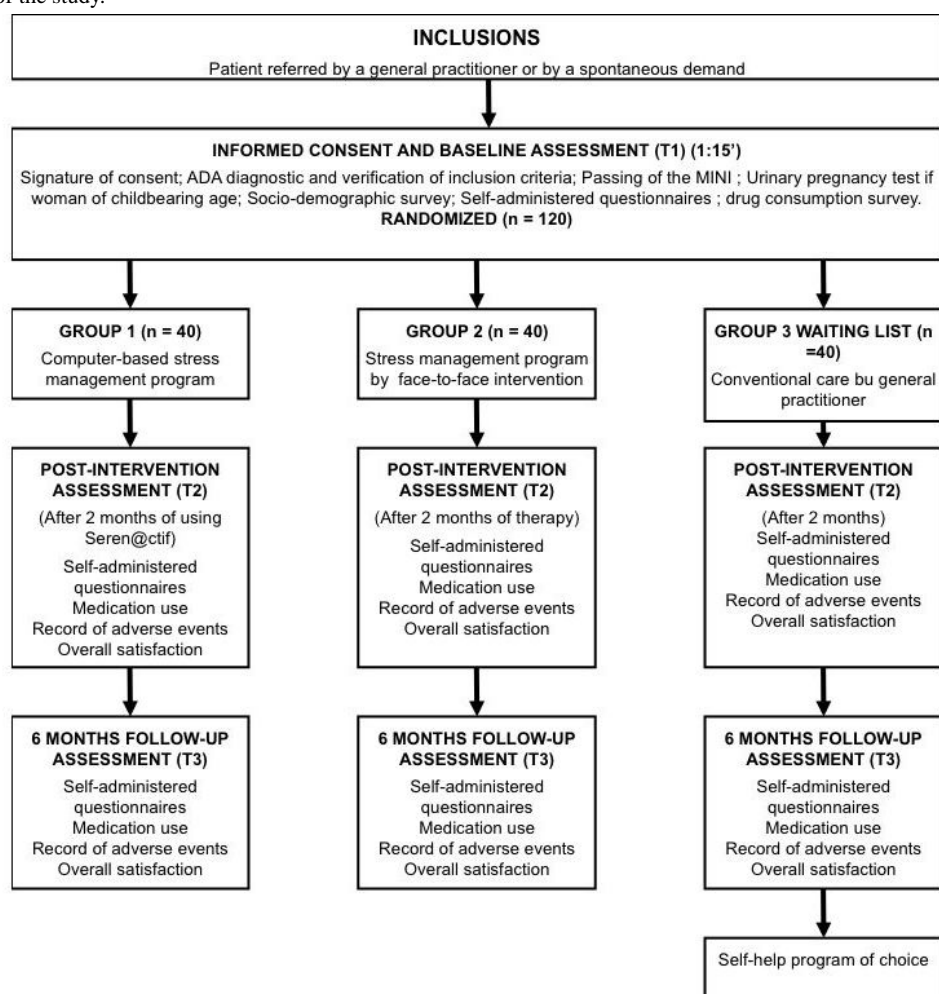 of the study.
INCLUSIONS
Patient referred by a general practitioner or by a spontaneous demand
INFORMED CONSENT AND BASELINE ASSESSMENT (T1) (1:15')
Signature of consent; ADA diagnostic and verification of inclusion criteria; Passing of the MINI ; Urinary pregnancy test if
woman of childbearing age; Socio-demographic survey; Self-administered questionnaires ; drug consumption survey.
RANDOMIZED (n = 120)
GROUP 1 (n = 40)
Computer-based stress
management program
GROUP 2 (n = 40)
Stress management program
by face-to-face intervention
GROUP 3 WAITING LIST (n
=40)
Conventional care bu general
practitioner
POST-INTERVENTION
ASSESSMENT (T2)
(After 2 months of using
Seren@ctif)
Self-administered
questionnaires
Medication use
Record of adverse events
Overall satisfaction
POST-INTERVENTION
ASSESSMENT (T2)
(After 2 months of therapy)
Self-administered
questionnaires
Medication use
Record of adverse events
Overall satisfaction
POST-INTERVENTION
ASSESSMENT (T2)
(After 2 months)
Self-administered
questionnaires
Medication use
Record of adverse events
Overall satisfaction
6 MONTHS FOLLOW-UP
ASSESSMENT (T3)
Self-administered
questionnaires
Medication use
Record of adverse events
Overall satisfaction
6 MONTHS FOLLOW-UP
ASSESSMENT (T3)
Self-administered
questionnaires
Medication use
Record of adverse events
Overall satisfaction
6 MONTHS FOLLOW-UP
ASSESSMENT (T3)
Self-administered
questionnaires
Medication use
Record of adverse events
Overall satisfaction
Self-help program of choice